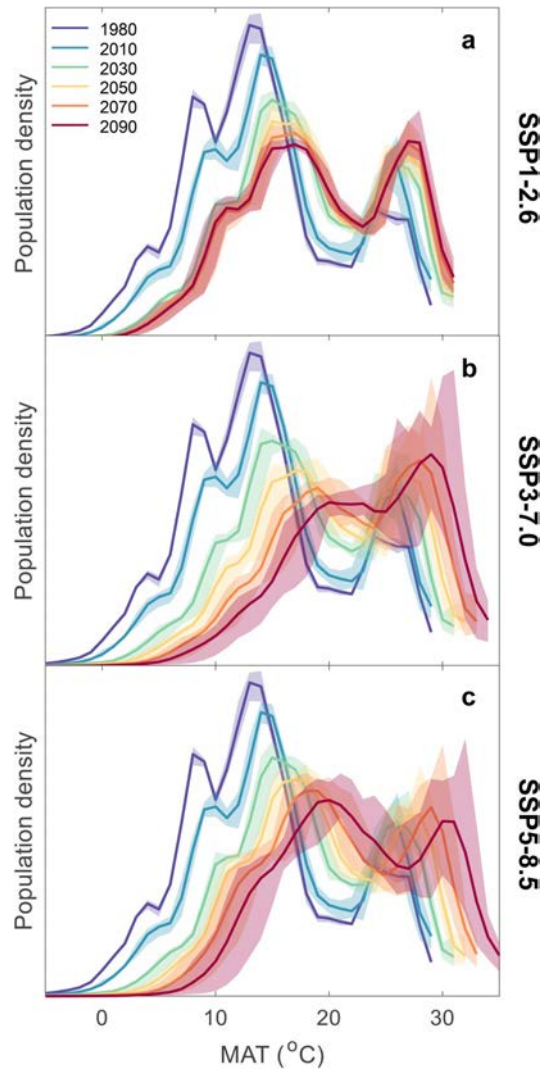 a
1980
2010
2030
2050
2070
2090
Population density
SSP1-2.6
b
Population density
SSP3-7.0
c
Population density
SSP5-8.5
0 10 20 30
MAT (°C)